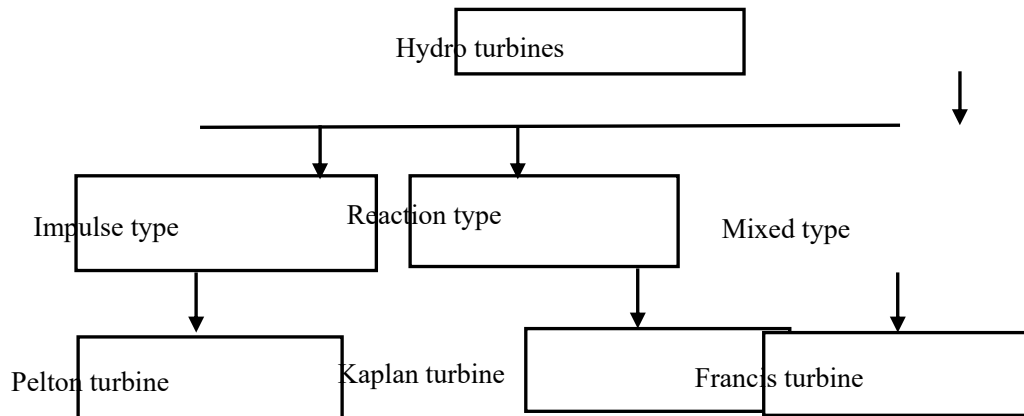 Hydro turbines
Impulse type
Reaction type
Mixed type
Pelton turbine
Kaplan turbine
Francis turbine